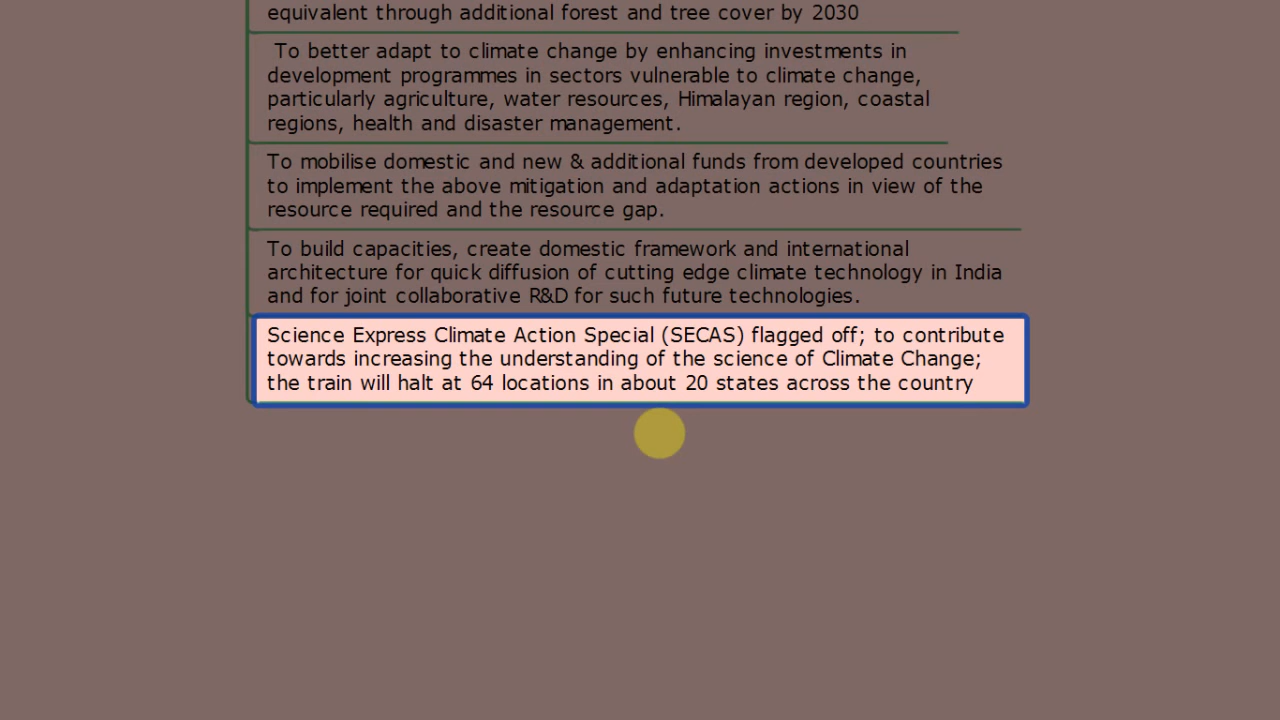 equivalent through additional forest and tree cover by 2030
To better adapt to climate change by enhancing investments in
development programmes in sectors vulnerable to climate change,
particularly agriculture, water resources, Himalayan region, coastal
regions, health and disaster management.
To mobilise domestic and new & additional funds from developed countries
to implement the above mitigation and adaptation actions in view of the
resource required and the resource gap.
To build capacities, create domestic framework and international
architecture for quick diffusion of cutting edge climate technology in India
and for joint collaborative R&D for such future technologies.
Science Express Climate Action Special (SECAS) flagged off; to contribute
towards increasing the understanding of the science of Climate Change;
the train will halt at 64 locations in about 20 states across the country